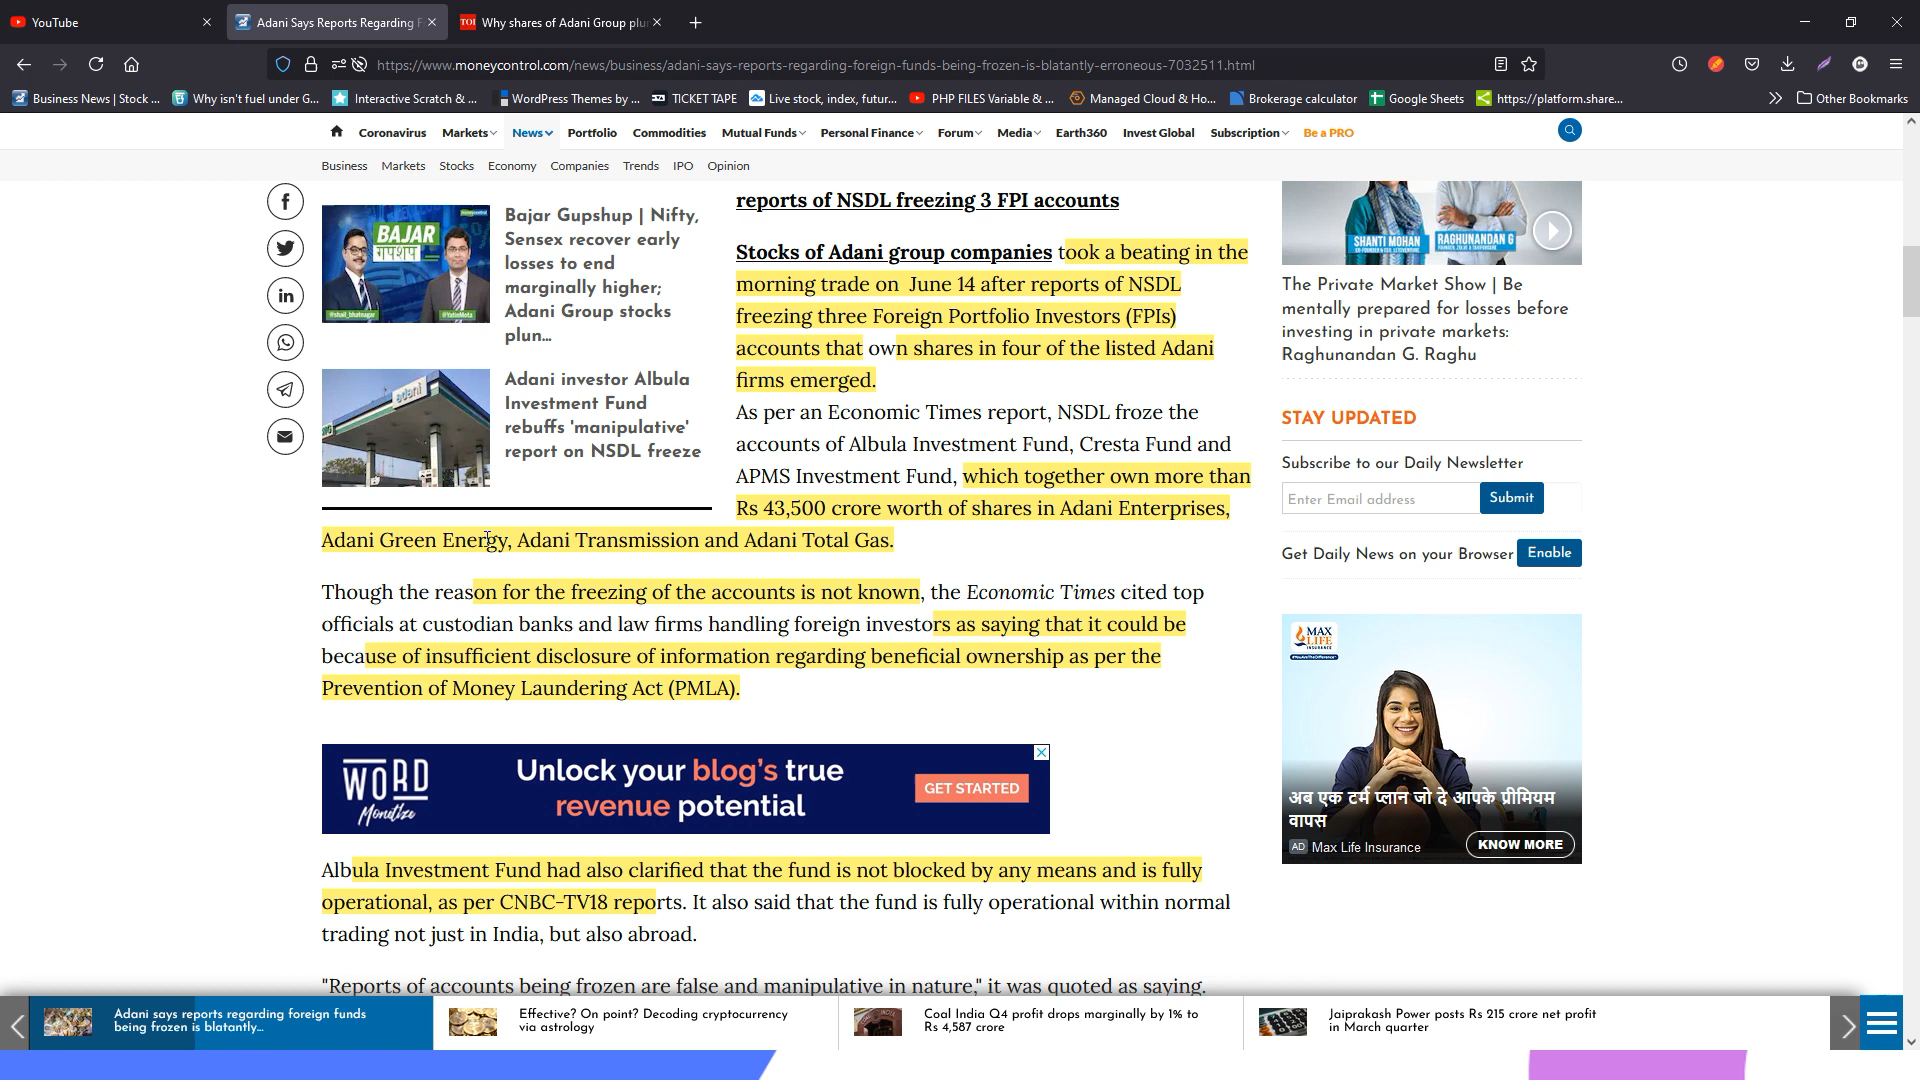 YouTube
Adani Says Reports Regarding F
TOI Why shares of Adani Group plu
https://www.moneycontrol.com/news/business/adani-says-reports-regarding-foreign-funds-being-frozen-is-blatantly-erroneous-7032511.html
Business News | Stock ...
Why isn't fuel under G...
Interactive Scratch & ...
WordPress Themes by ...
TICKET TAPE
Live stock, index, futur...
PHP FILES Variable & ...
Managed Cloud & Ho...
Brokerage calculator
Google Sheets
https://platform.share...
Other Bookmarks
Coronavirus Markets News Portfolio Commodities Mutual Funds Personal Finance Forum Media Earth360 Invest Global Subscription Be a PRO
Business Markets Stocks Economy Companies Trends IPO Opinion
BAJAR
गपशप
@shail_bhatnagar
@YatinMota
Bajar Gupshup | Nifty,
Sensex recover early
losses to end
marginally higher;
Adani Group stocks
plun...
adani
Adani investor Albula
Investment Fund
rebuffs 'manipulative'
report on NSDL freeze
reports of NSDL freezing 3 FPI accounts
Stocks of Adani group companies took a beating in the
morning trade on June 14 after reports of NSDL
freezing three Foreign Portfolio Investors (FPIs)
accounts that own shares in four of the listed Adani
firms emerged.
As per an Economic Times report, NSDL froze the
accounts of Albula Investment Fund, Cresta Fund and
APMS Investment Fund, which together own more than
Rs 43,500 crore worth of shares in Adani Enterprises,
Adani Green Energy, Adani Transmission and Adani Total Gas.
Though the reason for the freezing of the accounts is not known, the Economic Times cited top
officials at custodian banks and law firms handling foreign investors as saying that it could be
because of insufficient disclosure of information regarding beneficial ownership as per the
Prevention of Money Laundering Act (PMLA).
WORD
Monetize
Unlock your blog's true
revenue potential
GET STARTED
Albula Investment Fund had also clarified that the fund is not blocked by any means and is fully
operational, as per CNBC-TV18 reports. It also said that the fund is fully operational within normal
trading not just in India, but also abroad.
"Reports of accounts being frozen are false and manipulative in nature," it was quoted as saying.
SHANTI MOHAN
RAGHUNANDAN G
The Private Market Show | Be
mentally prepared for losses before
investing in private markets:
Raghunandan G. Raghu
STAY UPDATED
Subscribe to our Daily Newsletter
Enter Email address
Submit
Get Daily News on your Browser
Enable
MAX
LIFE
INSURANCE
अब एक टर्म प्लान जो दे आपके प्रीमियम
वापस
AD Max Life Insurance
KNOW MORE
Adani says reports regarding foreign funds
being frozen is blatantly...
Effective? On point? Decoding cryptocurrency
via astrology
Coal India Q4 profit drops marginally by 1% to
Rs 4,587 crore
Jaiprakash Power posts Rs 215 crore net profit
in March quarter